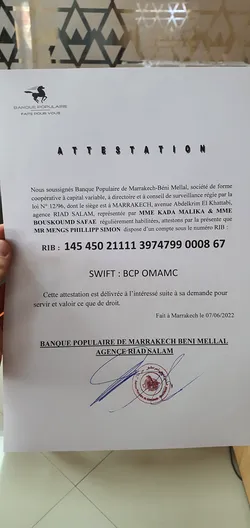 BANQUE POPULAIRE
FAITE POUR VOUS
ATTESTATION
Nous soussignés Banque Populaire de Marrakech-Béni Mellal, société de forme
coopérative à capital variable, à directoire et à conseil de surveillance régie par la
loi N° 12/96, dont le siège est à MARRAKECH, avenue Abdelkrim El Khattabi,
agence RIAD SALAM, représentée par MME KADA MALIKA & MME
BOUSKOUMD SAFAE régulièrement habilitées, attestons par la présente que
MR MENGS PHILLIPP SIMON dispose d'un compte sous le numéro RIB :
RIB : 145 450 21111 3974799 0008 67
SWIFT : BCP OMAMC
Cette attestation est délivrée à l'intéressé suite à sa demande pour
servir et valoir ce que de droit.
Fait à Marrakech le 07/06/2022
BANQUE POPULAIRE DE MARRAKECH BENI MELLAL
AGENCE RIAD SALAM